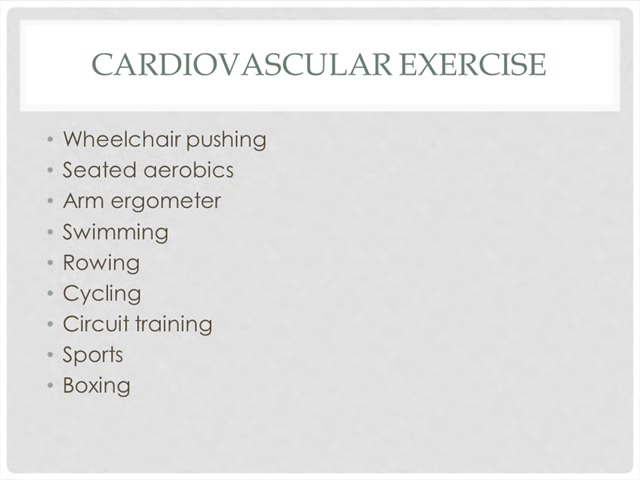 CARDIOVASCULAR EXERCISE
• Wheelchair pushing
• Seated aerobics
• Arm ergometer
• Swimming
• Rowing
• Cycling
• Circuit training
• Sports
• Boxing